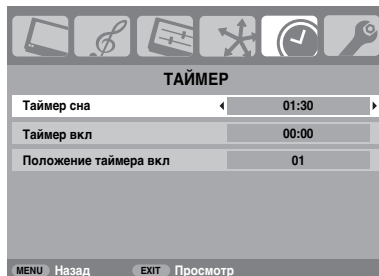 ТАЙМЕР
Таймер сна 01:30
Таймер вкл 00:00
Положение таймера вкл 01
MENU Назад EXIT Просмотр